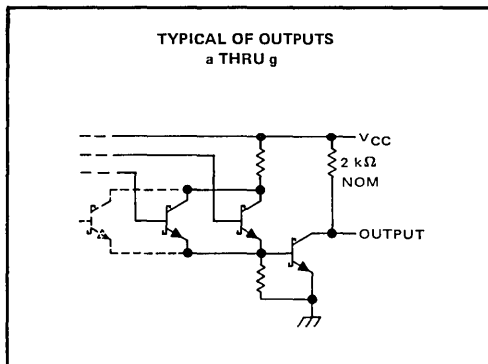 TYPICAL OF OUTPUTS
a THRU g
VCC
2 kΩ
NOM
OUTPUT